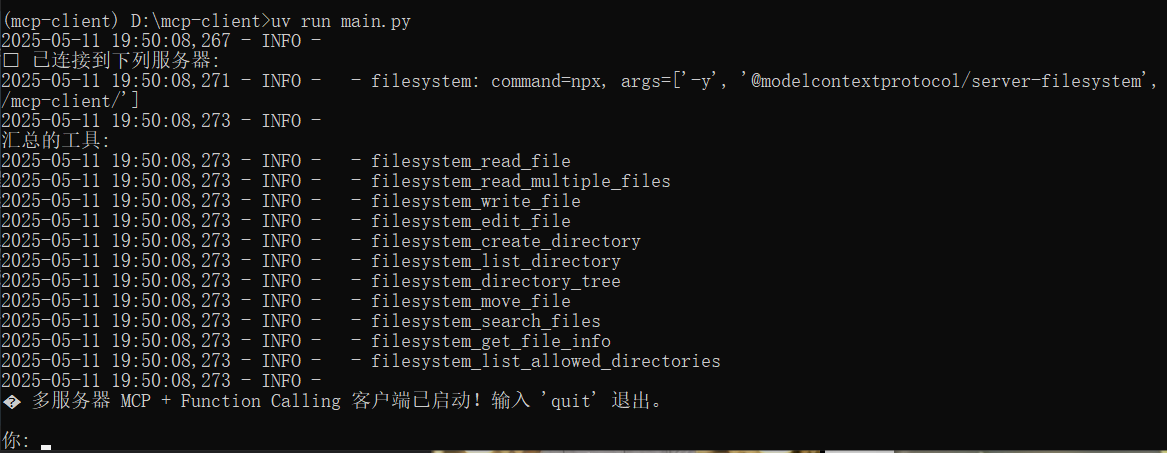 (mcp-client) D:\mcp-client>uv run main.py
2025-05-11 19:50:08,267 - INFO -
□ 已连接到下列服务器:
2025-05-11 19:50:08,271 - INFO -   - filesystem: command=npx, args=['-y', '@modelcontextprotocol/server-filesystem',
/mcp-client/']
2025-05-11 19:50:08,273 - INFO -
汇总的工具:
2025-05-11 19:50:08,273 - INFO -   - filesystem_read_file
2025-05-11 19:50:08,273 - INFO -   - filesystem_read_multiple_files
2025-05-11 19:50:08,273 - INFO -   - filesystem_write_file
2025-05-11 19:50:08,273 - INFO -   - filesystem_edit_file
2025-05-11 19:50:08,273 - INFO -   - filesystem_create_directory
2025-05-11 19:50:08,273 - INFO -   - filesystem_list_directory
2025-05-11 19:50:08,273 - INFO -   - filesystem_directory_tree
2025-05-11 19:50:08,273 - INFO -   - filesystem_move_file
2025-05-11 19:50:08,273 - INFO -   - filesystem_search_files
2025-05-11 19:50:08,273 - INFO -   - filesystem_get_file_info
2025-05-11 19:50:08,273 - INFO -   - filesystem_list_allowed_directories
2025-05-11 19:50:08,273 - INFO -
� 多服务器 MCP + Function Calling 客户端已启动！输入 'quit' 退出。
你: